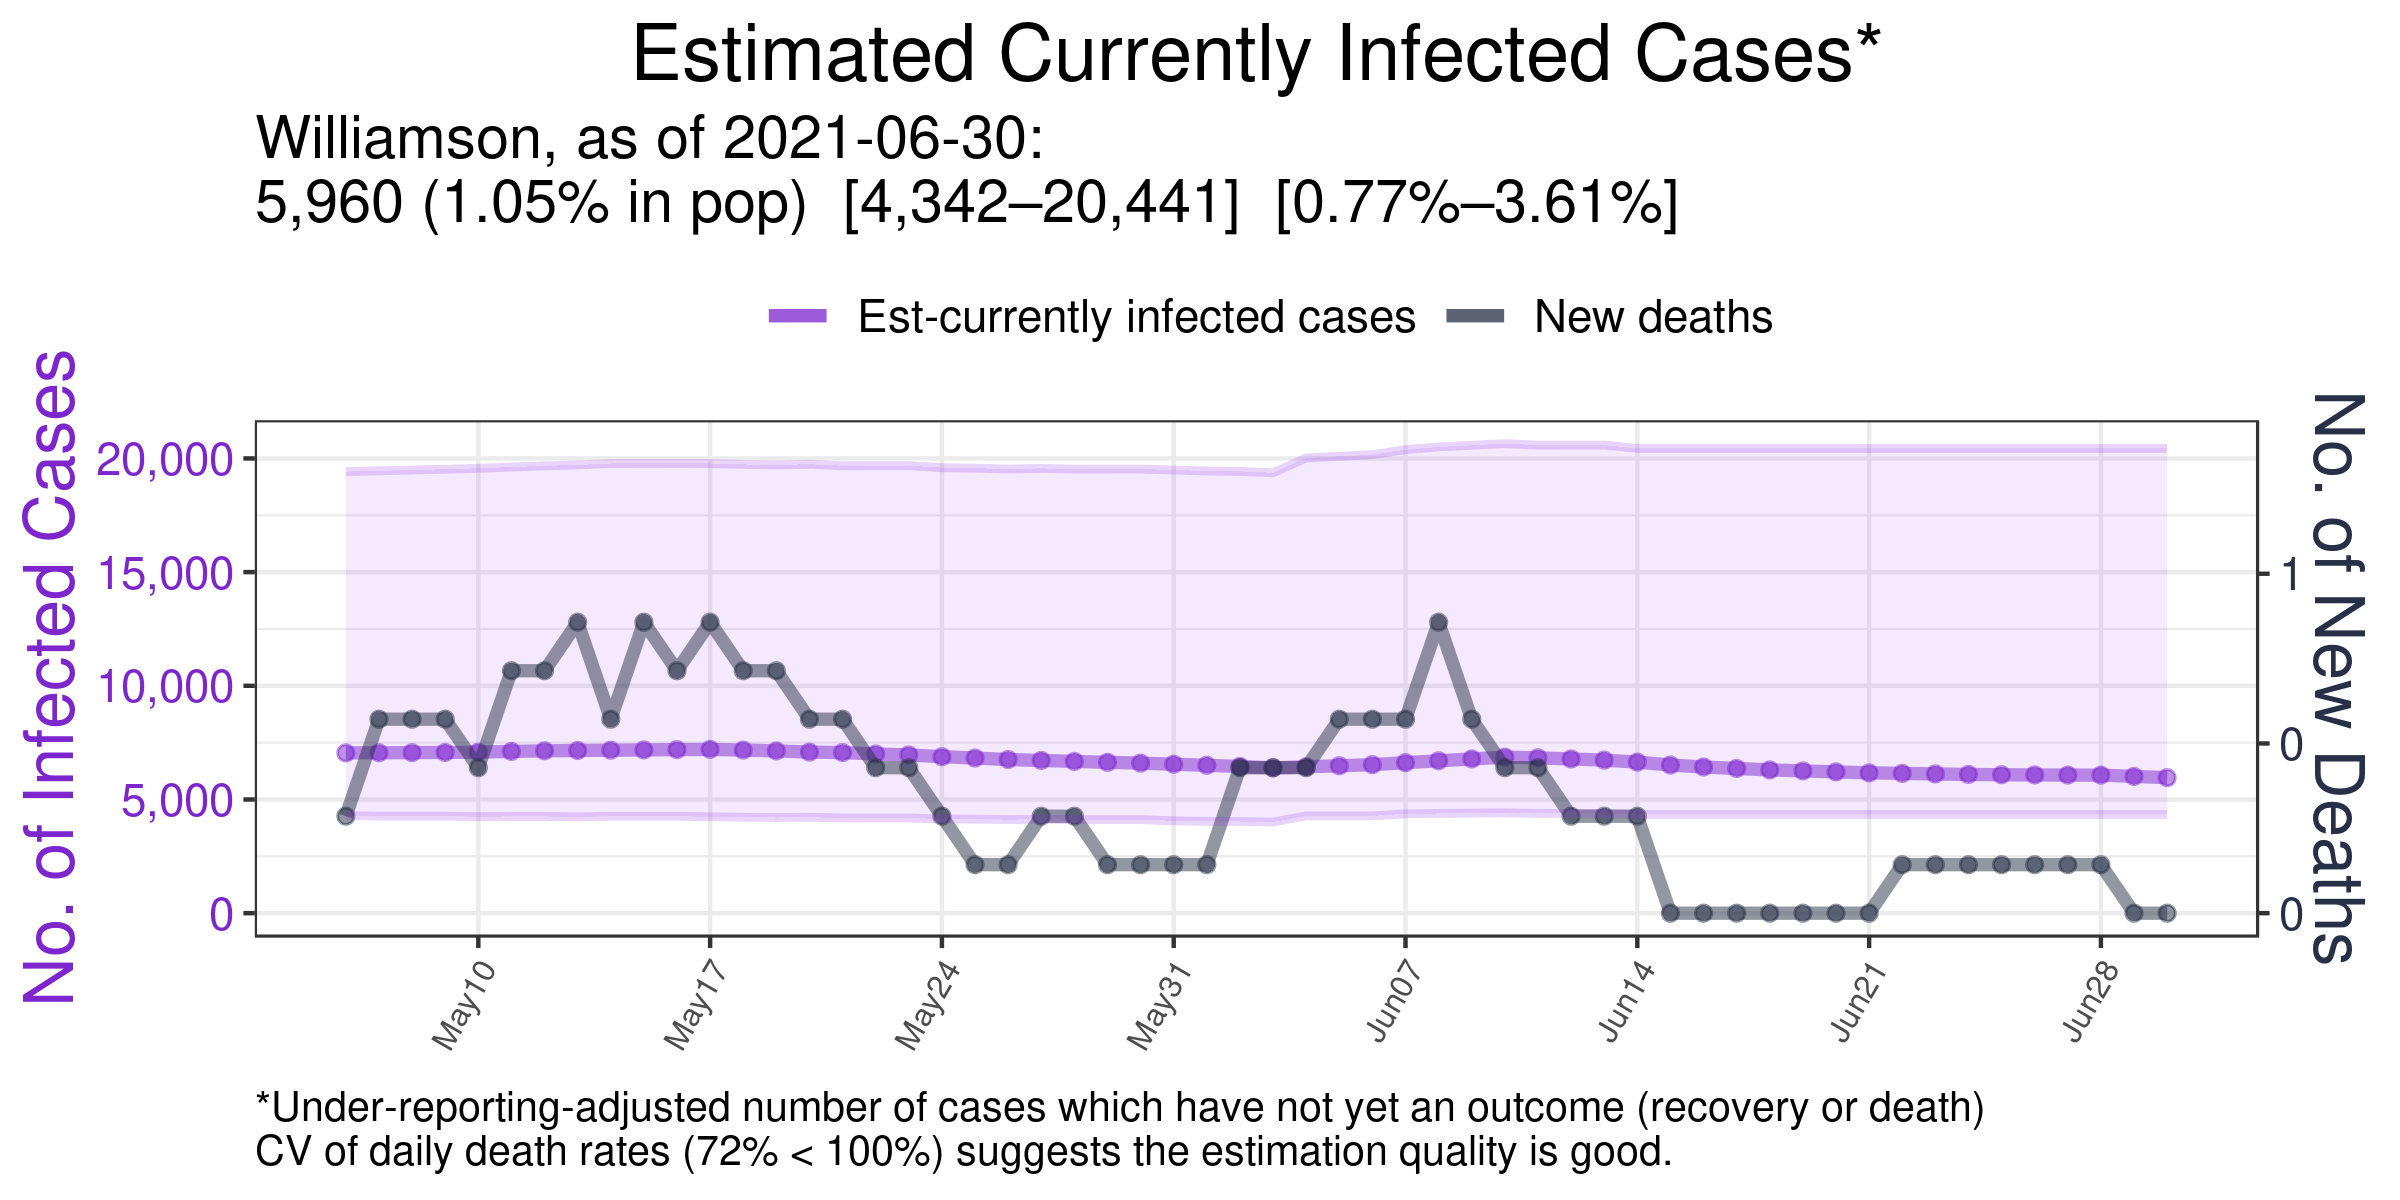 Estimated Currently Infected Cases*
Williamson, as of 2021-06-30:
5,960 (1.05% in pop)  [4,342–20,441]  [0.77%–3.61%]
Est-currently infected cases
New deaths
No. of Infected Cases
20,000
15,000
10,000
5,000
0
No. of New Deaths
1
0
0
May10
May17
May24
May31
Jun07
Jun14
Jun21
Jun28
*Under-reporting-adjusted number of cases which have not yet an outcome (recovery or death)
CV of daily death rates (72% < 100%) suggests the estimation quality is good.